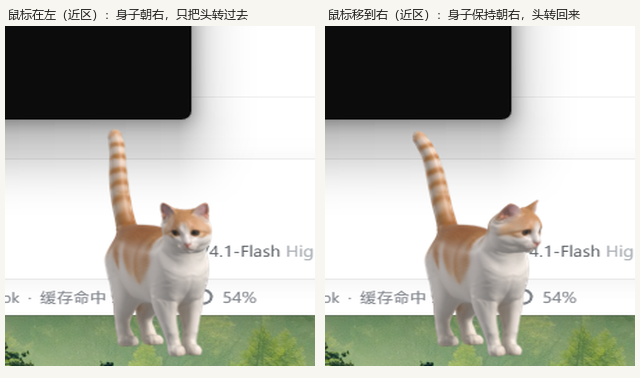 鼠标在左（近区）：身子朝右，只把头转过去
鼠标移到右（近区）：身子保持朝右，头转回来
4.1-Flash Hig
ok · 缓存命中 54%
4.1-Flash Hig
ok · 缓存命中 54%